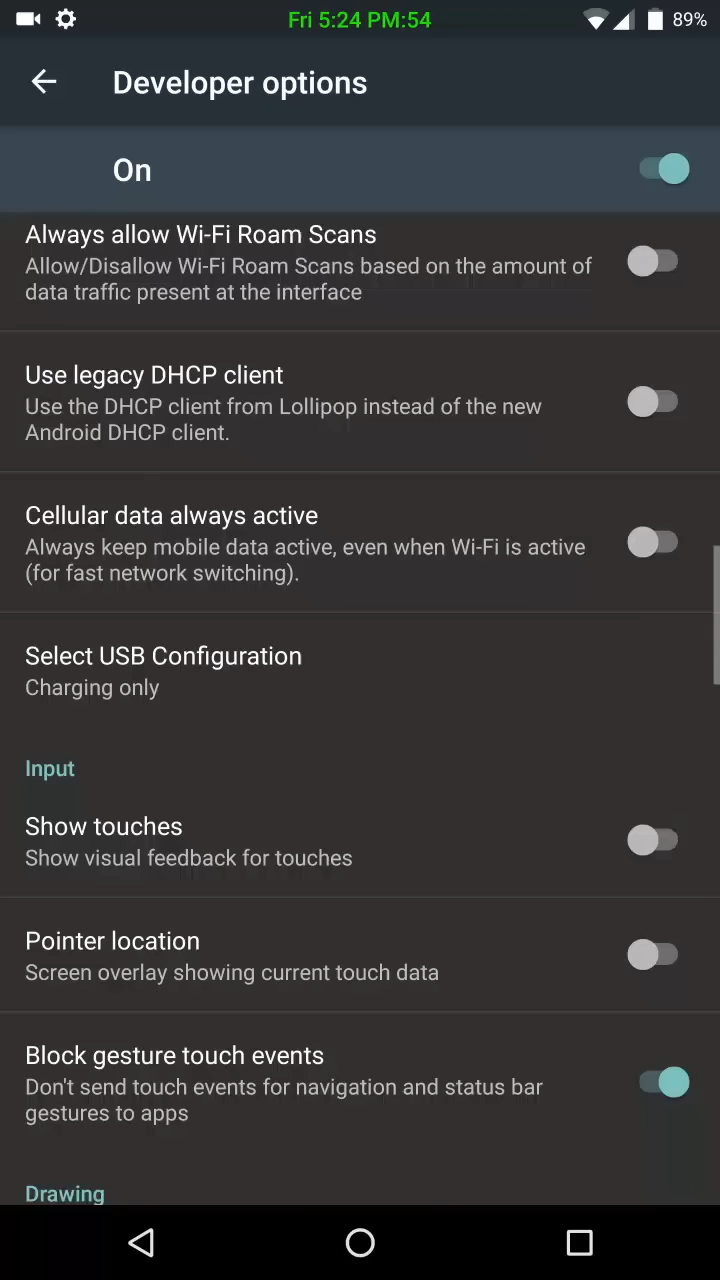 Fri 5:24 PM:54
89%
Developer options
On
Always allow Wi-Fi Roam Scans
Allow/Disallow Wi-Fi Roam Scans based on the amount of
data traffic present at the interface
Use legacy DHCP client
Use the DHCP client from Lollipop instead of the new
Android DHCP client.
Cellular data always active
Always keep mobile data active, even when Wi-Fi is active
(for fast network switching).
Select USB Configuration
Charging only
Input
Show touches
Show visual feedback for touches
Pointer location
Screen overlay showing current touch data
Block gesture touch events
Don't send touch events for navigation and status bar
gestures to apps
Drawing